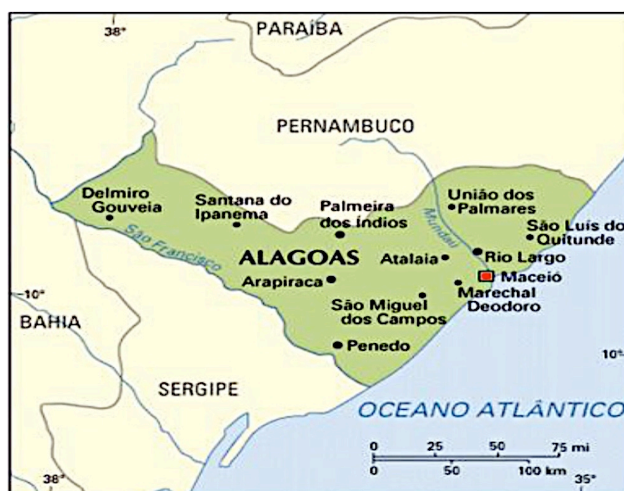 38°
PARAÍBA
35°
PERNAMBUCO
Delmiro
Gouveia
Santana do
Ipanema
Palmeira
dos Índios
União dos
Palmares
Mundaú
São Luís do
Quitunde
São Francisco
ALAGOAS
Atalaia
Rio Largo
Maceió
Arapiraca
Marechal
Deodoro
10°
São Miguel
dos Campos
BAHIA
Penedo
10°
SERGIPE
OCEANO ATLÂNTICO
0 25 50 75 mi
0 50 100 km
38°
35°